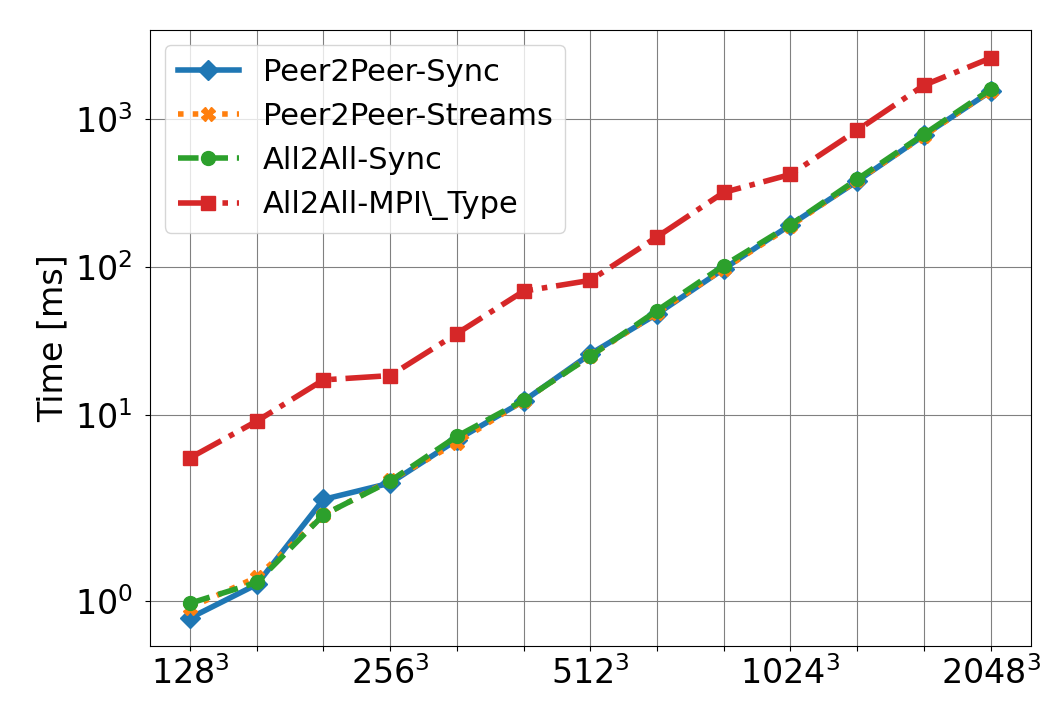 Peer2Peer-Sync
Peer2Peer-Streams
All2All-Sync
All2All-MPI\_Type
Time [ms]
10³
10²
10¹
10⁰
128³ 256³ 512³ 1024³ 2048³